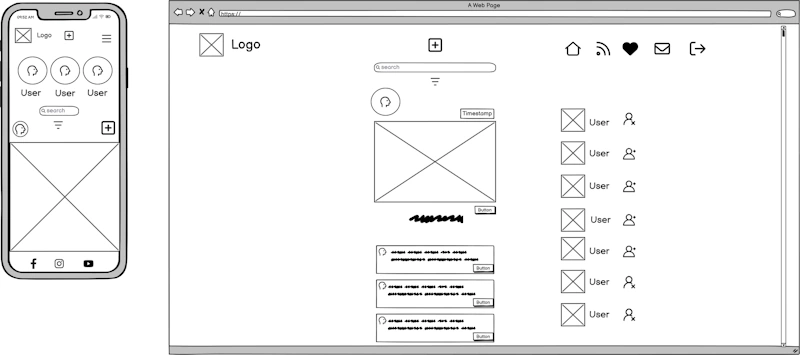 09:52 AM
Logo
User User User
search
A Web Page
https://
Logo
search
Timestamp
Button
Button
Button
Button
User
User
User
User
User
User
User